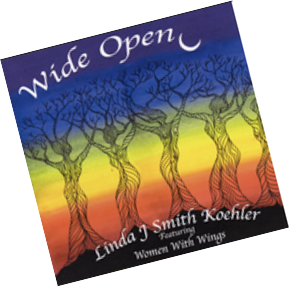 Wide Open
Linda J Smith Koehler
Featuring
Women With Wings